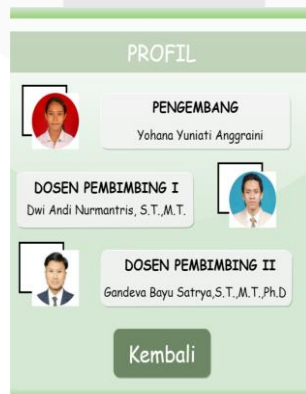 PROFIL
PENGEMBANG
Yohana Yuniati Anggraini
DOSEN PEMBIMBING I
Dwi Andi Nurmantris, S.T.,M.T.
DOSEN PEMBIMBING II
Gandeva Bayu Satrya,S.T.,M.T.,Ph.D
Kembali